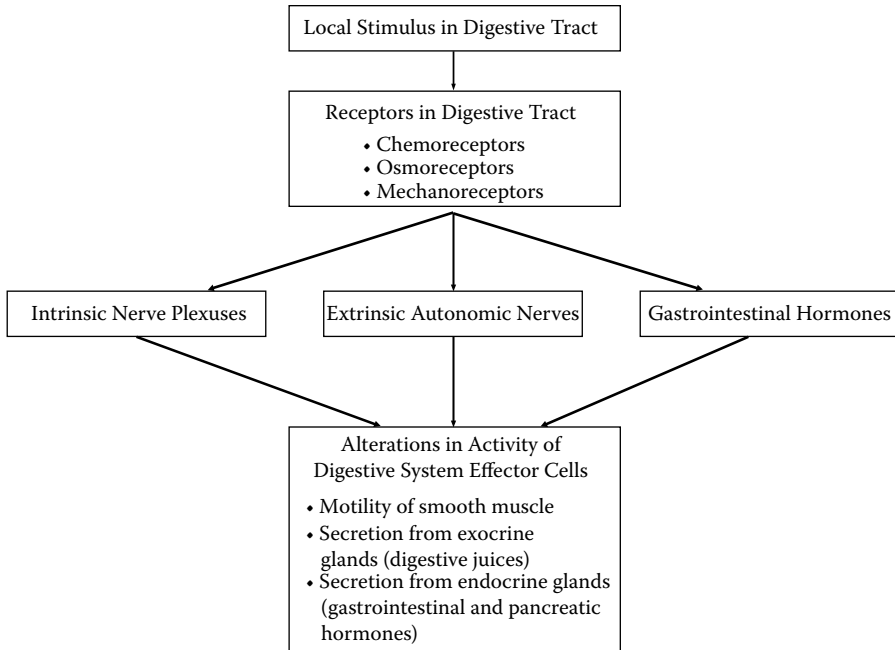 Local Stimulus in Digestive Tract
Receptors in Digestive Tract
• Chemoreceptors
• Osmoreceptors
• Mechanoreceptors
Intrinsic Nerve Plexuses
Extrinsic Autonomic Nerves
Gastrointestinal Hormones
Alterations in Activity of
Digestive System Effector Cells
• Motility of smooth muscle
• Secretion from exocrine
glands (digestive juices)
• Secretion from endocrine glands
(gastrointestinal and pancreatic
hormones)